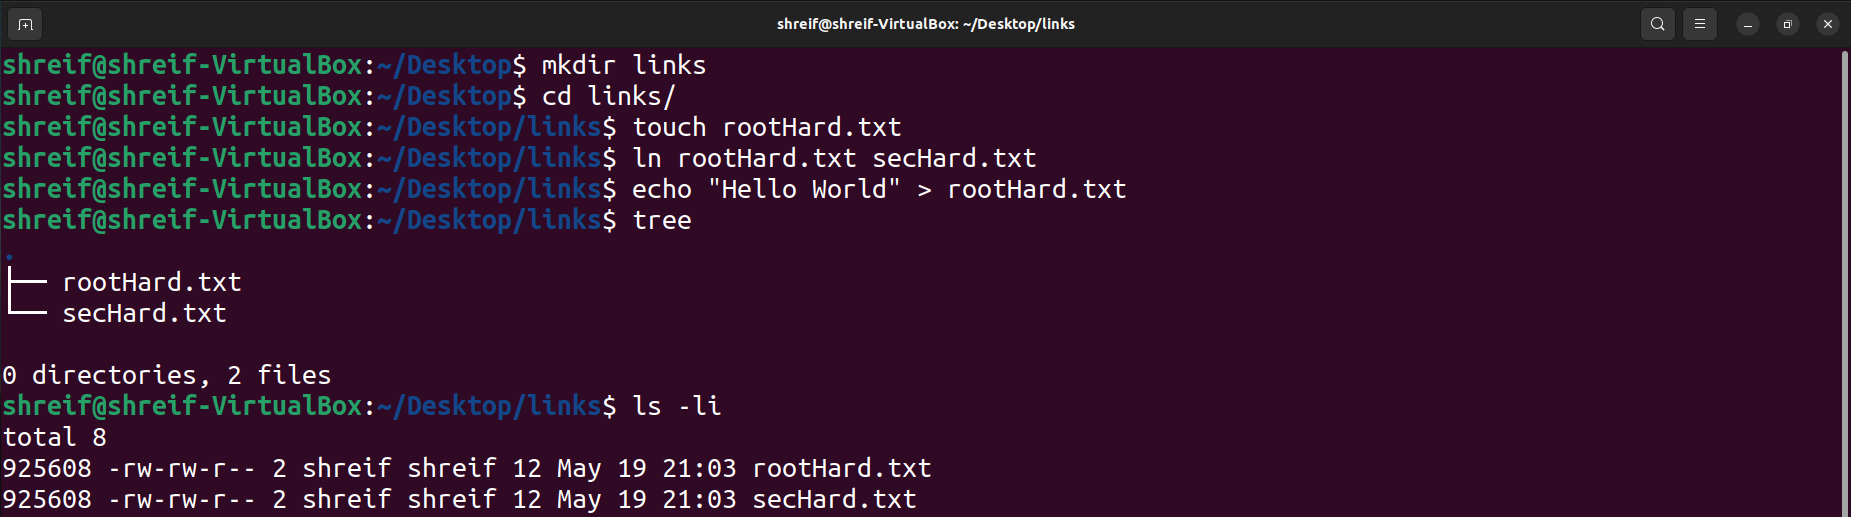 shreif@shreif-VirtualBox: ~/Desktop/links
shreif@shreif-VirtualBox:~/Desktop$ mkdir links
shreif@shreif-VirtualBox:~/Desktop$ cd links/
shreif@shreif-VirtualBox:~/Desktop/links$ touch rootHard.txt
shreif@shreif-VirtualBox:~/Desktop/links$ ln rootHard.txt secHard.txt
shreif@shreif-VirtualBox:~/Desktop/links$ echo "Hello World" > rootHard.txt
shreif@shreif-VirtualBox:~/Desktop/links$ tree
.
├── rootHard.txt
└── secHard.txt
0 directories, 2 files
shreif@shreif-VirtualBox:~/Desktop/links$ ls -li
total 8
925608 -rw-rw-r-- 2 shreif shreif 12 May 19 21:03 rootHard.txt
925608 -rw-rw-r-- 2 shreif shreif 12 May 19 21:03 secHard.txt